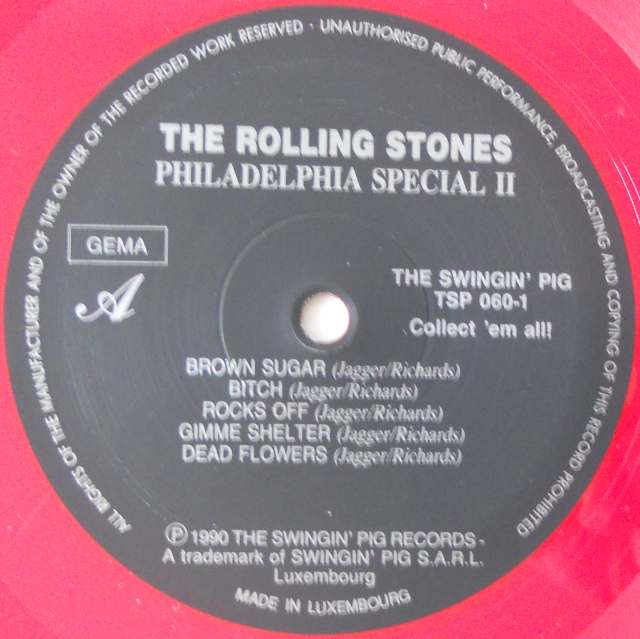 ALL RIGHTS OF THE MANUFACTURER AND OF THE OWNER OF THE RECORDED WORK RESERVED · UNAUTHORISED PUBLIC PERFORMANCE, BROADCASTING AND COPYING OF THIS RECORD PROHIBITED
THE ROLLING STONES
PHILADELPHIA SPECIAL II
GEMA
A
THE SWINGIN' PIG
TSP 060-1
Collect 'em all!
BROWN SUGAR (Jagger/Richards)
BITCH (Jagger/Richards)
ROCKS OFF (Jagger/Richards)
GIMME SHELTER (Jagger/Richards)
DEAD FLOWERS (Jagger/Richards)
Ⓟ 1990 THE SWINGIN' PIG RECORDS -
A trademark of SWINGIN' PIG S.A.R.L.
Luxembourg
MADE IN LUXEMBOURG